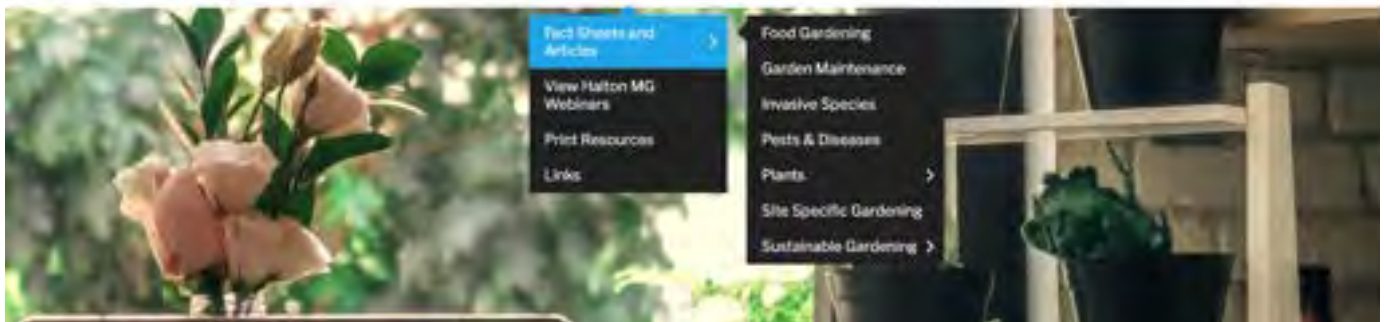 Fact Sheets and
Articles
View Halton MG
Webinars
Print Resources
Links
Food Gardening
Garden Maintenance
Invasive Species
Pests & Diseases
Plants
Site Specific Gardening
Sustainable Gardening